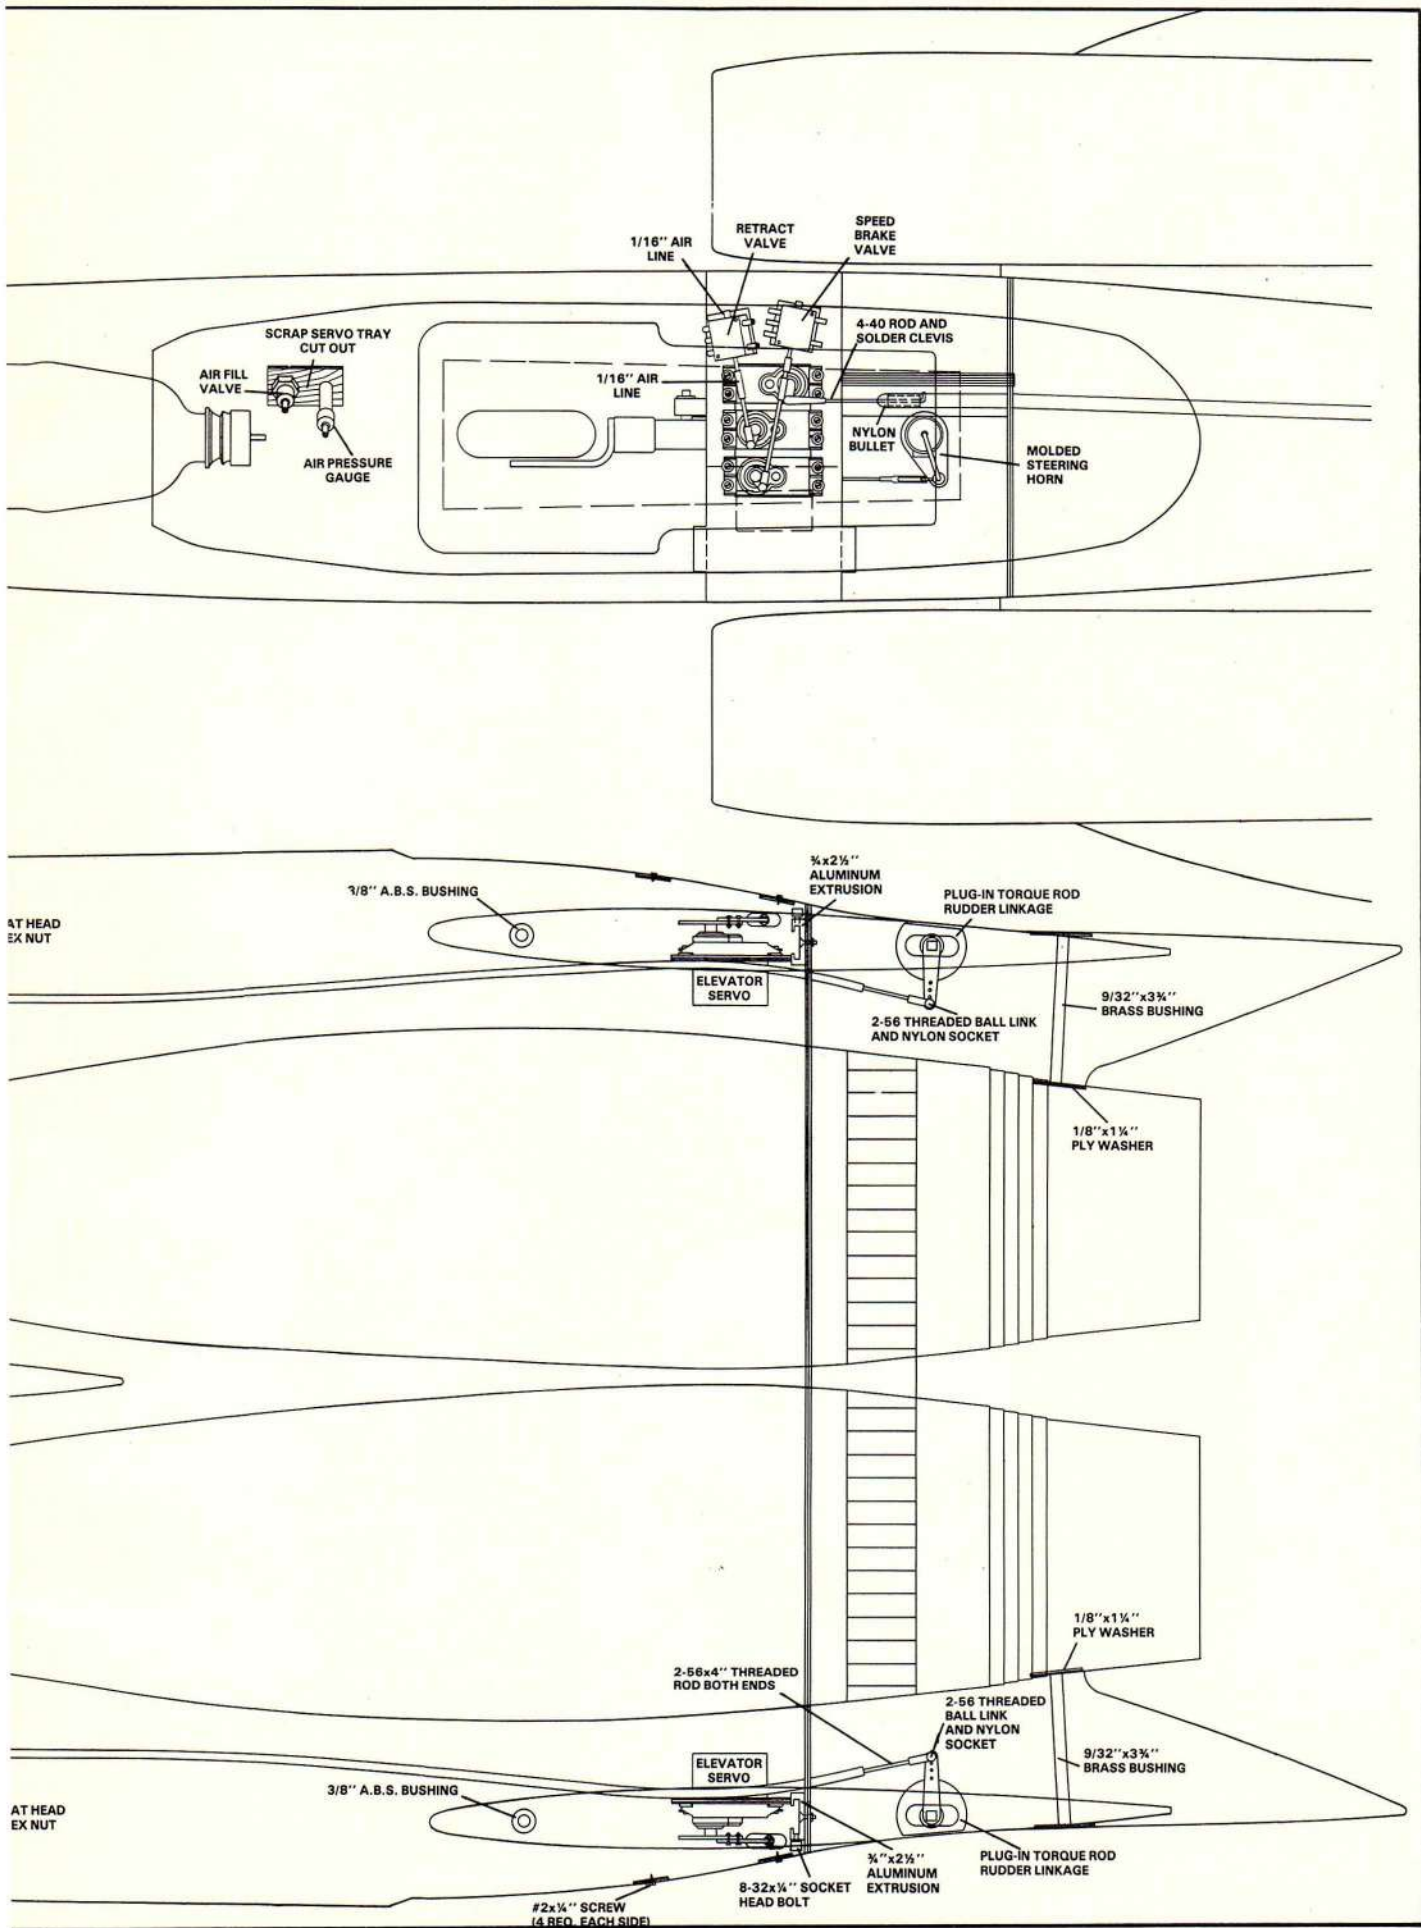 SPEED
BRAKE
VALVE
RETRACT
VALVE
1/16" AIR
LINE
4-40 ROD AND
SOLDER CLEVIS
SCRAP SERVO TRAY
CUT OUT
AIR FILL
VALVE
1/16" AIR
LINE
NYLON
BULLET
MOLDED
STEERING
HORN
AIR PRESSURE
GAUGE
¾x2½"
ALUMINUM
EXTRUSION
3/8" A.B.S. BUSHING
PLUG-IN TORQUE ROD
RUDDER LINKAGE
AT HEAD
EX NUT
ELEVATOR
SERVO
9/32"x3¾"
BRASS BUSHING
2-56 THREADED BALL LINK
AND NYLON SOCKET
1/8"x1¼"
PLY WASHER
1/8"x1¼"
PLY WASHER
2-56x4" THREADED
ROD BOTH ENDS
2-56 THREADED
BALL LINK
AND NYLON
SOCKET
ELEVATOR
SERVO
9/32"x3¾"
BRASS BUSHING
3/8" A.B.S. BUSHING
AT HEAD
EX NUT
¾"x2½"
ALUMINUM
EXTRUSION
PLUG-IN TORQUE ROD
RUDDER LINKAGE
8-32x¼" SOCKET
HEAD BOLT
#2x¼" SCREW
(4 REQ. EACH SIDE)